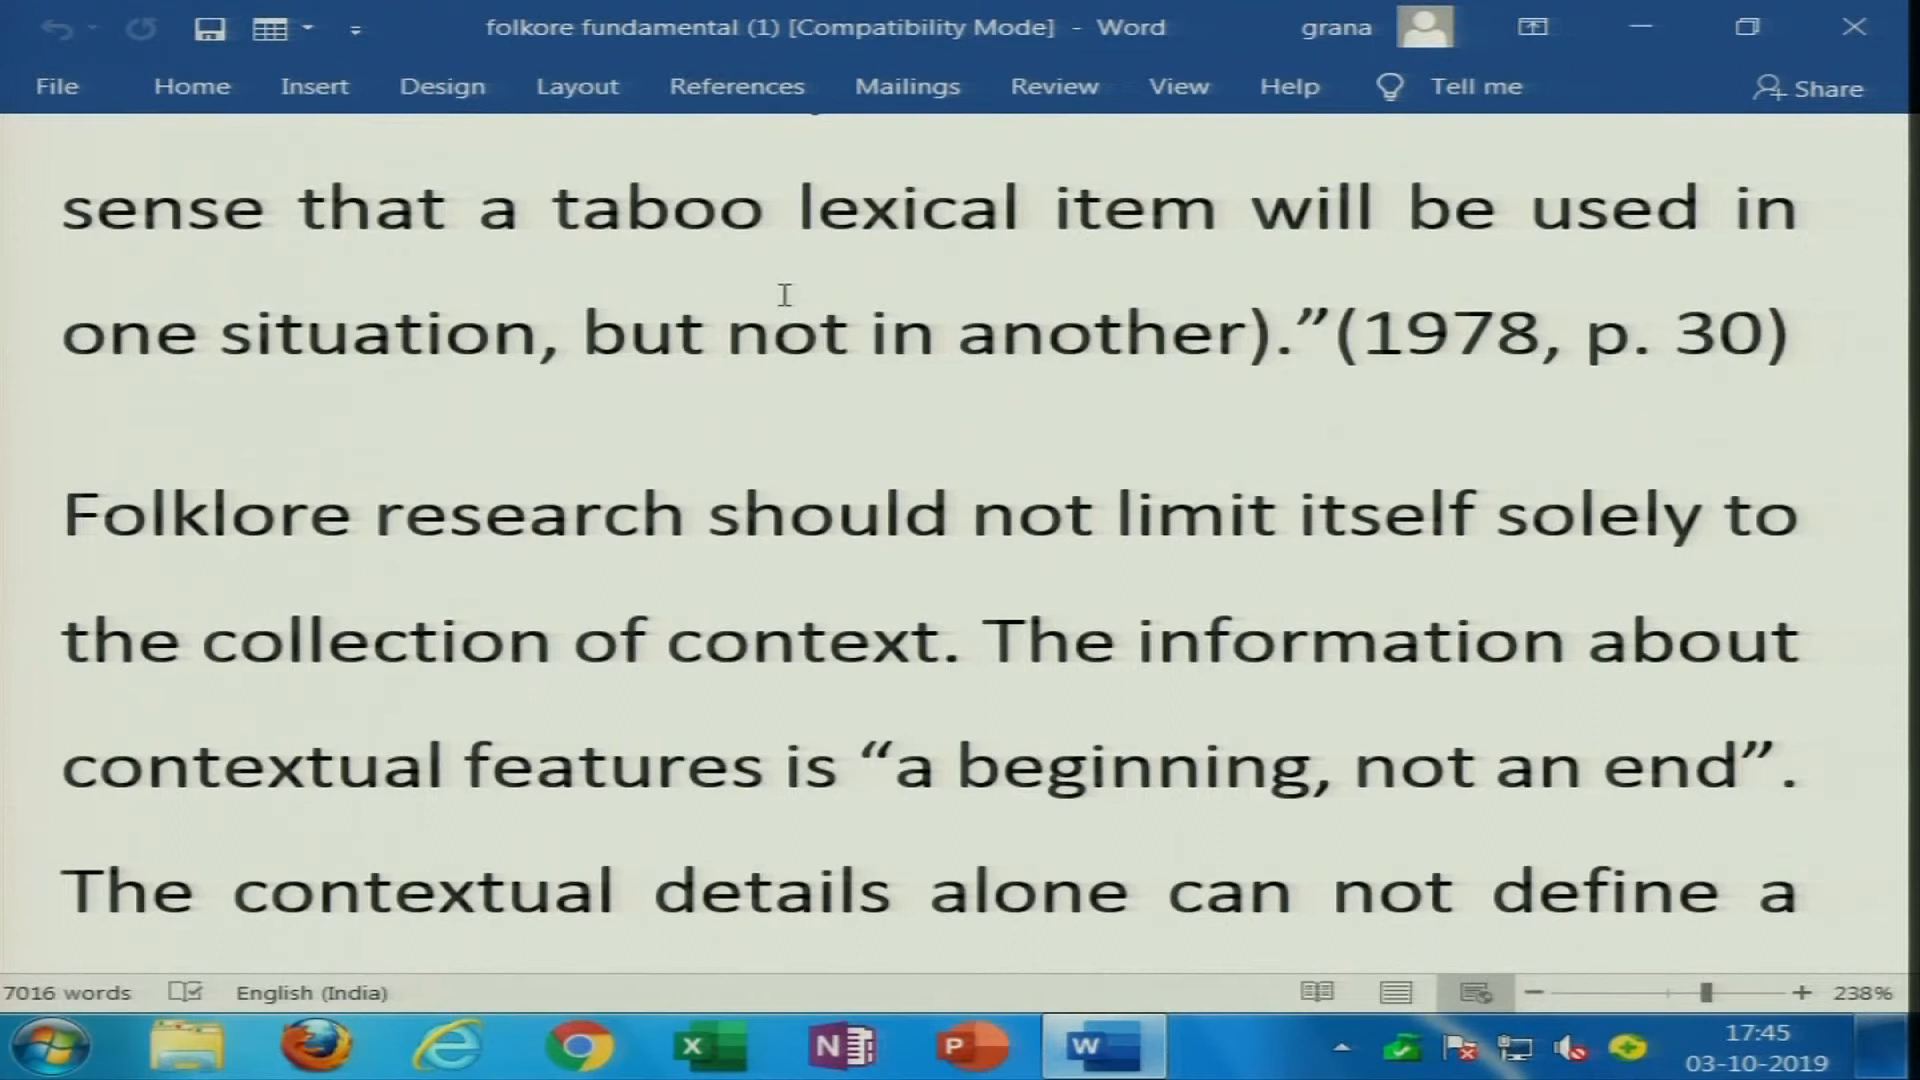 folkore fundamental (1) [Compatibility Mode] - Word
grana
File Home Insert Design Layout References Mailings Review View Help Tell me Share
sense that a taboo lexical item will be used in
one situation, but not in another).”(1978, p. 30)
Folklore research should not limit itself solely to
the collection of context. The information about
contextual features is “a beginning, not an end”.
The contextual details alone can not define a
7016 words English (India) 238%
17:45
03-10-2019